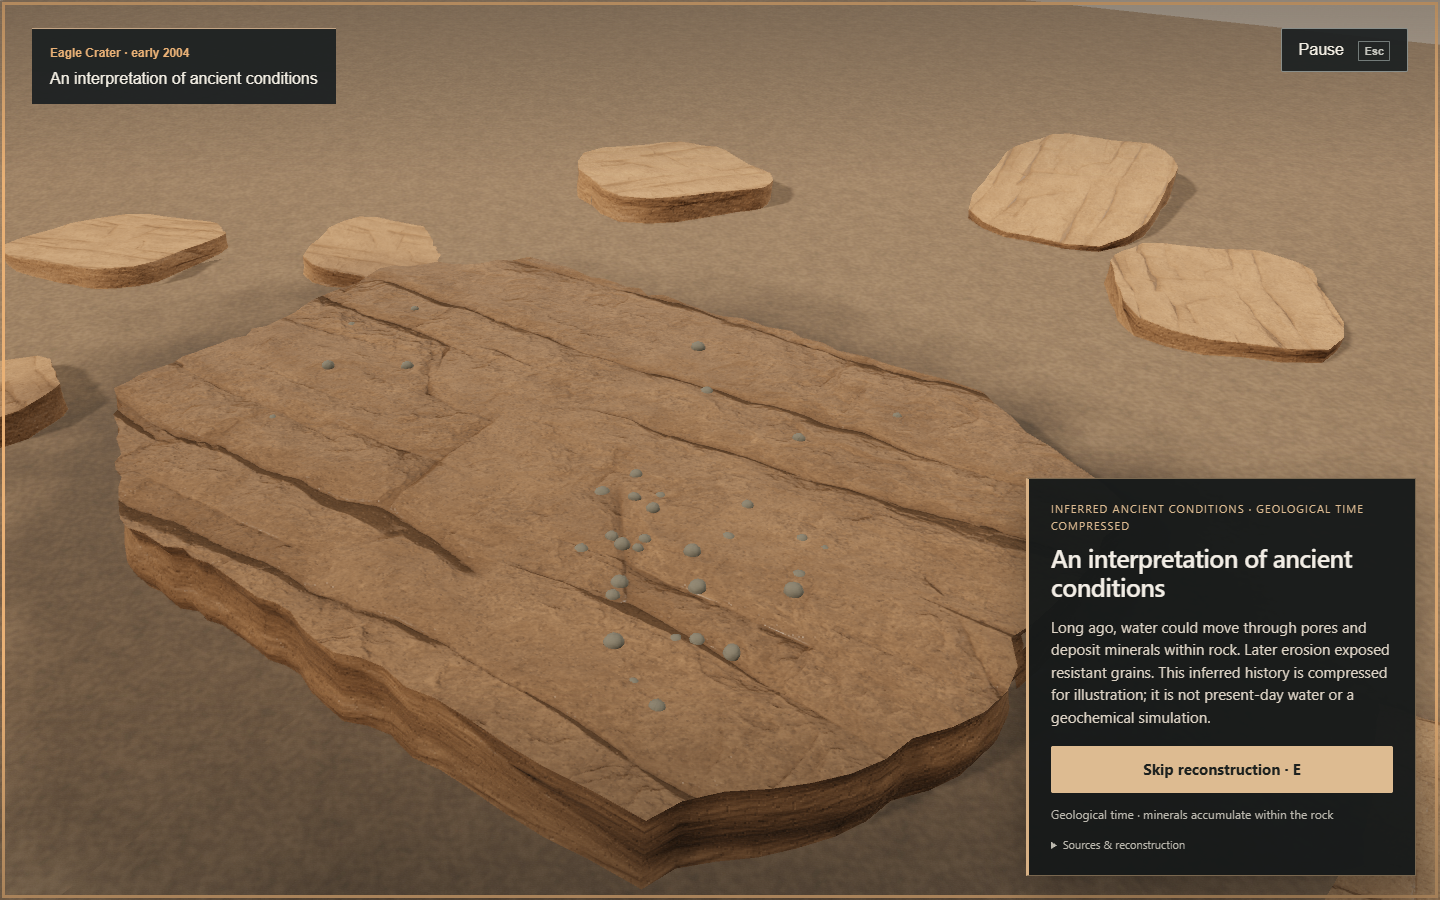 Eagle Crater · early 2004
An interpretation of ancient conditions
Pause Esc
INFERRED ANCIENT CONDITIONS · GEOLOGICAL TIME
COMPRESSED
An interpretation of ancient
conditions
Long ago, water could move through pores and
deposit minerals within rock. Later erosion exposed
resistant grains. This inferred history is compressed
for illustration; it is not present-day water or a
geochemical simulation.
Skip reconstruction · E
Geological time · minerals accumulate within the rock
Sources & reconstruction